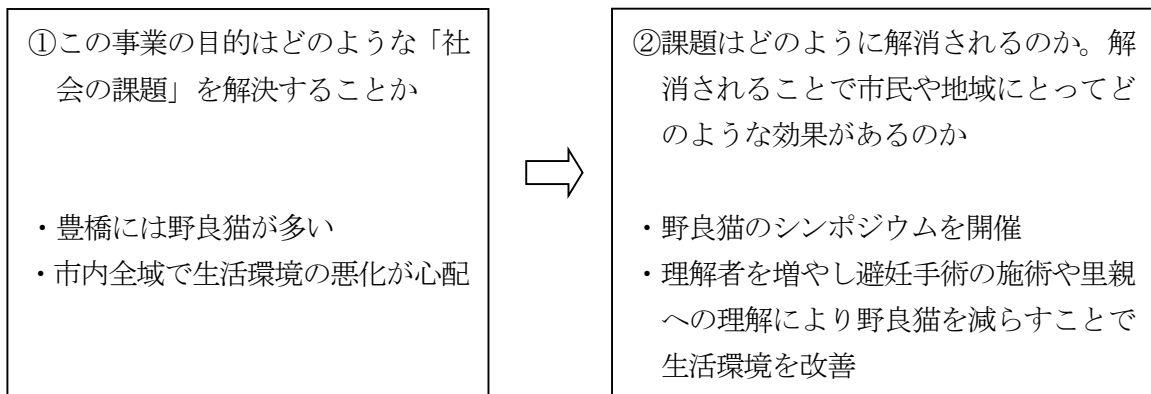 ①この事業の目的はどのような「社
会の課題」を解決することか
・豊橋には野良猫が多い
・市内全域で生活環境の悪化が心配
②課題はどのように解消されるのか。解
消されることで市民や地域にとってど
のような効果があるのか
・野良猫のシンポジウムを開催
・理解者を増やし避妊手術の施術や里親
への理解により野良猫を減らすことで
生活環境を改善